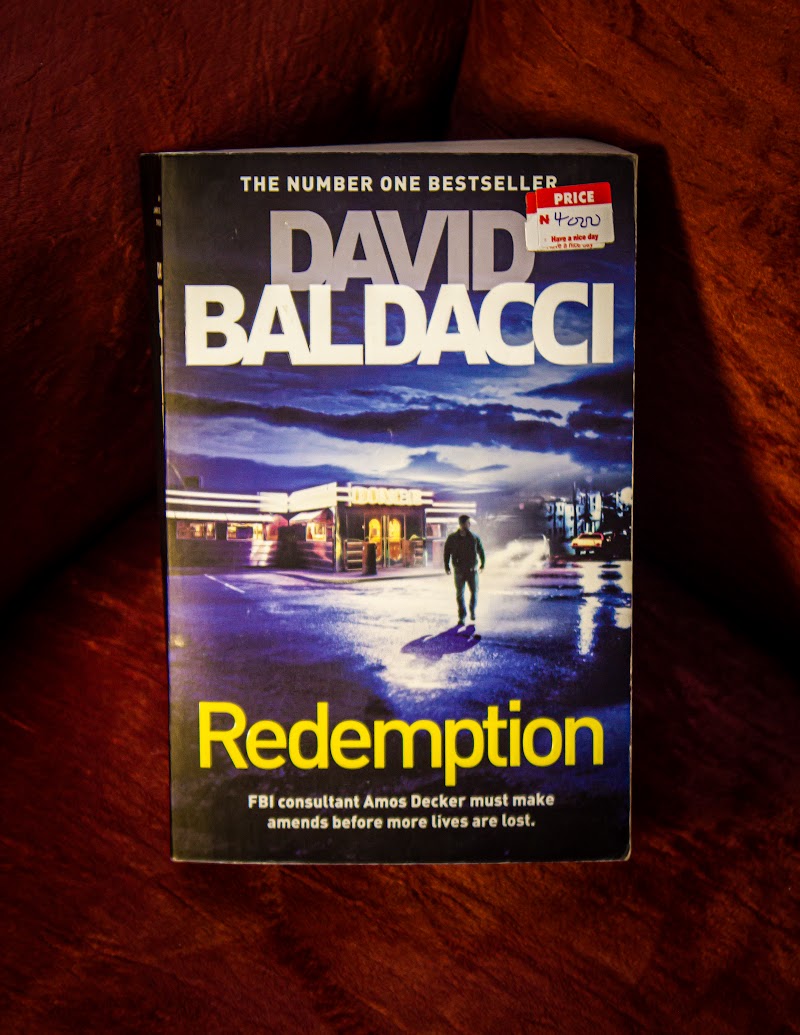 THE NUMBER ONE BESTSELLER
PRICE
₦ 4000
Have a nice day
DAVID
BALDACCI
DINER
Redemption
FBI consultant Amos Decker must make
amends before more lives are lost.